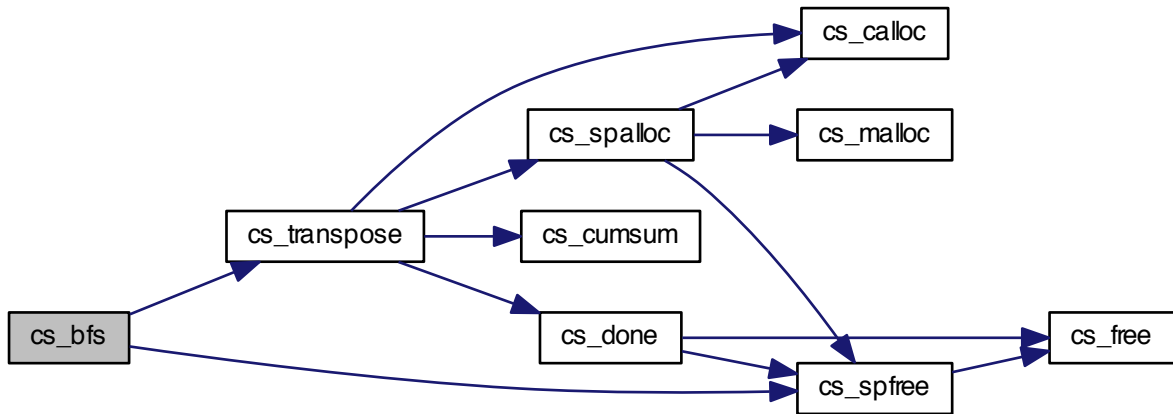 cs_calloc
cs_spalloc
cs_malloc
cs_transpose
cs_cumsum
cs_bfs
cs_done
cs_free
cs_spfree